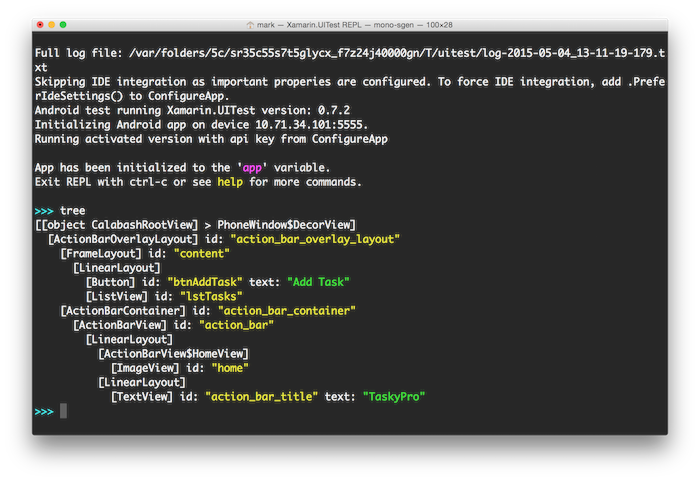 mark — Xamarin.UITest REPL — mono-sgen — 100×28
Full log file: /var/folders/5c/sr35c55s7t5glycx_f7z24j40000gn/T/uitest/log-2015-05-04_13-11-19-179.t
xt
Skipping IDE integration as important properies are configured. To force IDE integration, add .Prefe
rIdeSettings() to ConfigureApp.
Android test running Xamarin.UITest version: 0.7.2
Initializing Android app on device 10.71.34.101:5555.
Running activated version with api key from ConfigureApp
App has been initialized to the 'app' variable.
Exit REPL with ctrl-c or see help for more commands.
>>> tree
[[object CalabashRootView] > PhoneWindow$DecorView]
[ActionBarOverlayLayout] id: "action_bar_overlay_layout"
[FrameLayout] id: "content"
[LinearLayout]
[Button] id: "btnAddTask" text: "Add Task"
[ListView] id: "lstTasks"
[ActionBarContainer] id: "action_bar_container"
[ActionBarView] id: "action_bar"
[LinearLayout]
[ActionBarView$HomeView]
[ImageView] id: "home"
[LinearLayout]
[TextView] id: "action_bar_title" text: "TaskyPro"
>>>